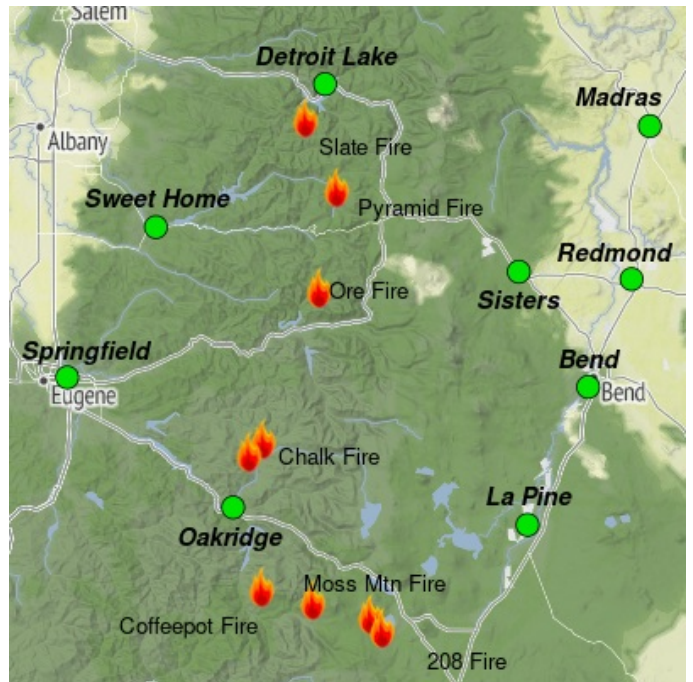 Salem
Detroit Lake
Madras
Albany
Slate Fire
Sweet Home
Pyramid Fire
Redmond
Ore Fire
Sisters
Springfield
Bend
Eugene
Bend
Chalk Fire
La Pine
Oakridge
Moss Mtn Fire
Coffeepot Fire
208 Fire